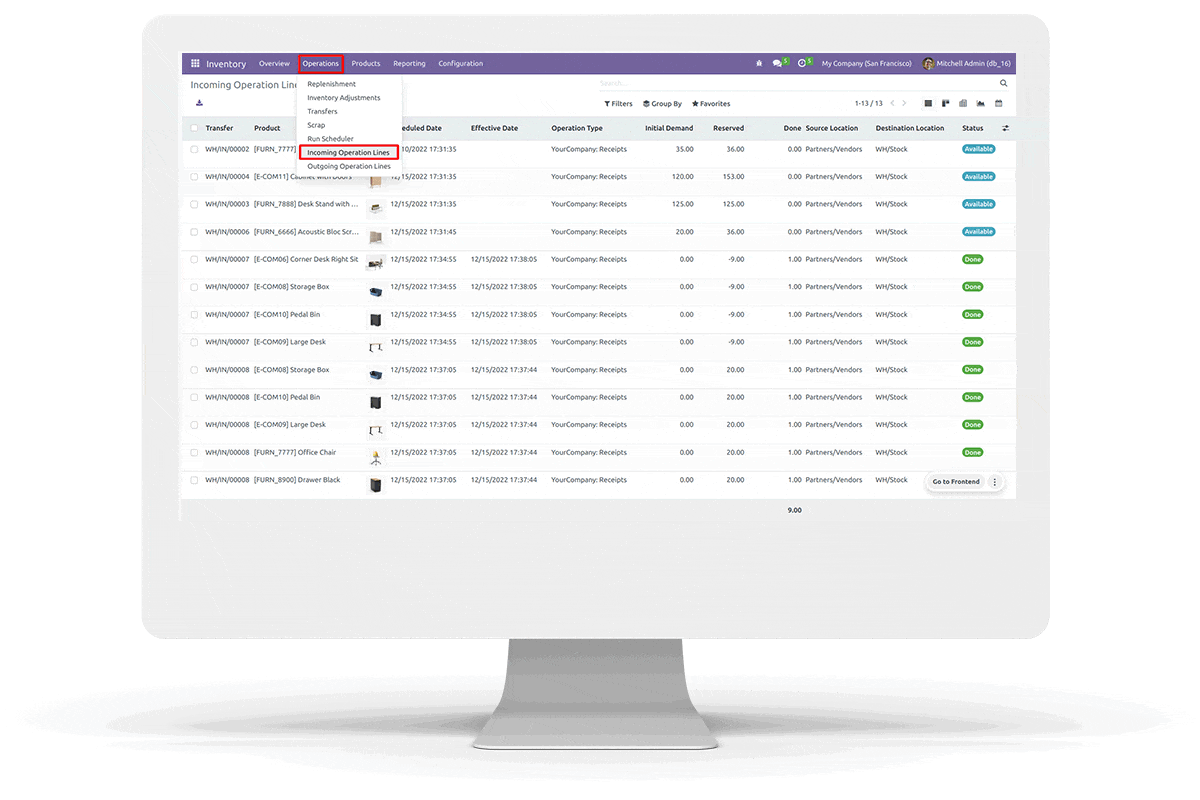 Inventory Overview Operations Products Reporting Configuration 5 5 My Company (San Francisco) Mitchell Admin (db_16)
Incoming Operation Line Search...
Replenishment
Inventory Adjustments
Transfers
Scrap
Run Scheduler
Incoming Operation Lines
Outgoing Operation Lines
Filters Group By Favorites 1-13 / 13
Transfer Product Scheduled Date Effective Date Operation Type Initial Demand Reserved Done Source Location Destination Location Status
WH/IN/00002 [FURN_7777] /10/2022 17:31:35 YourCompany: Receipts 35.00 36.00 0.00 Partners/Vendors WH/Stock Available
WH/IN/00004 [E-COM11] Cabinet with Doors 12/15/2022 17:31:35 YourCompany: Receipts 120.00 153.00 0.00 Partners/Vendors WH/Stock Available
WH/IN/00003 [FURN_7888] Desk Stand with ... 12/15/2022 17:31:35 YourCompany: Receipts 125.00 125.00 0.00 Partners/Vendors WH/Stock Available
WH/IN/00006 [FURN_6666] Acoustic Bloc Scr... 12/15/2022 17:31:45 YourCompany: Receipts 20.00 36.00 0.00 Partners/Vendors WH/Stock Available
WH/IN/00007 [E-COM06] Corner Desk Right Sit 12/15/2022 17:34:55 12/15/2022 17:38:05 YourCompany: Receipts 0.00 -9.00 1.00 Partners/Vendors WH/Stock Done
WH/IN/00007 [E-COM08] Storage Box 12/15/2022 17:34:55 12/15/2022 17:38:05 YourCompany: Receipts 0.00 -9.00 1.00 Partners/Vendors WH/Stock Done
WH/IN/00007 [E-COM10] Pedal Bin 12/15/2022 17:34:55 12/15/2022 17:38:05 YourCompany: Receipts 0.00 -9.00 1.00 Partners/Vendors WH/Stock Done
WH/IN/00007 [E-COM09] Large Desk 12/15/2022 17:34:55 12/15/2022 17:38:05 YourCompany: Receipts 0.00 -9.00 1.00 Partners/Vendors WH/Stock Done
WH/IN/00008 [E-COM08] Storage Box 12/15/2022 17:37:05 12/15/2022 17:37:44 YourCompany: Receipts 0.00 20.00 1.00 Partners/Vendors WH/Stock Done
WH/IN/00008 [E-COM10] Pedal Bin 12/15/2022 17:37:05 12/15/2022 17:37:44 YourCompany: Receipts 0.00 20.00 1.00 Partners/Vendors WH/Stock Done
WH/IN/00008 [E-COM09] Large Desk 12/15/2022 17:37:05 12/15/2022 17:37:44 YourCompany: Receipts 0.00 20.00 1.00 Partners/Vendors WH/Stock Done
WH/IN/00008 [FURN_7777] Office Chair 12/15/2022 17:37:05 12/15/2022 17:37:44 YourCompany: Receipts 0.00 20.00 1.00 Partners/Vendors WH/Stock Done
WH/IN/00008 [FURN_8900] Drawer Black 12/15/2022 17:37:05 12/15/2022 17:37:44 YourCompany: Receipts 0.00 20.00 1.00 Partners/Vendors WH/Stock Go to Frontend
9.00